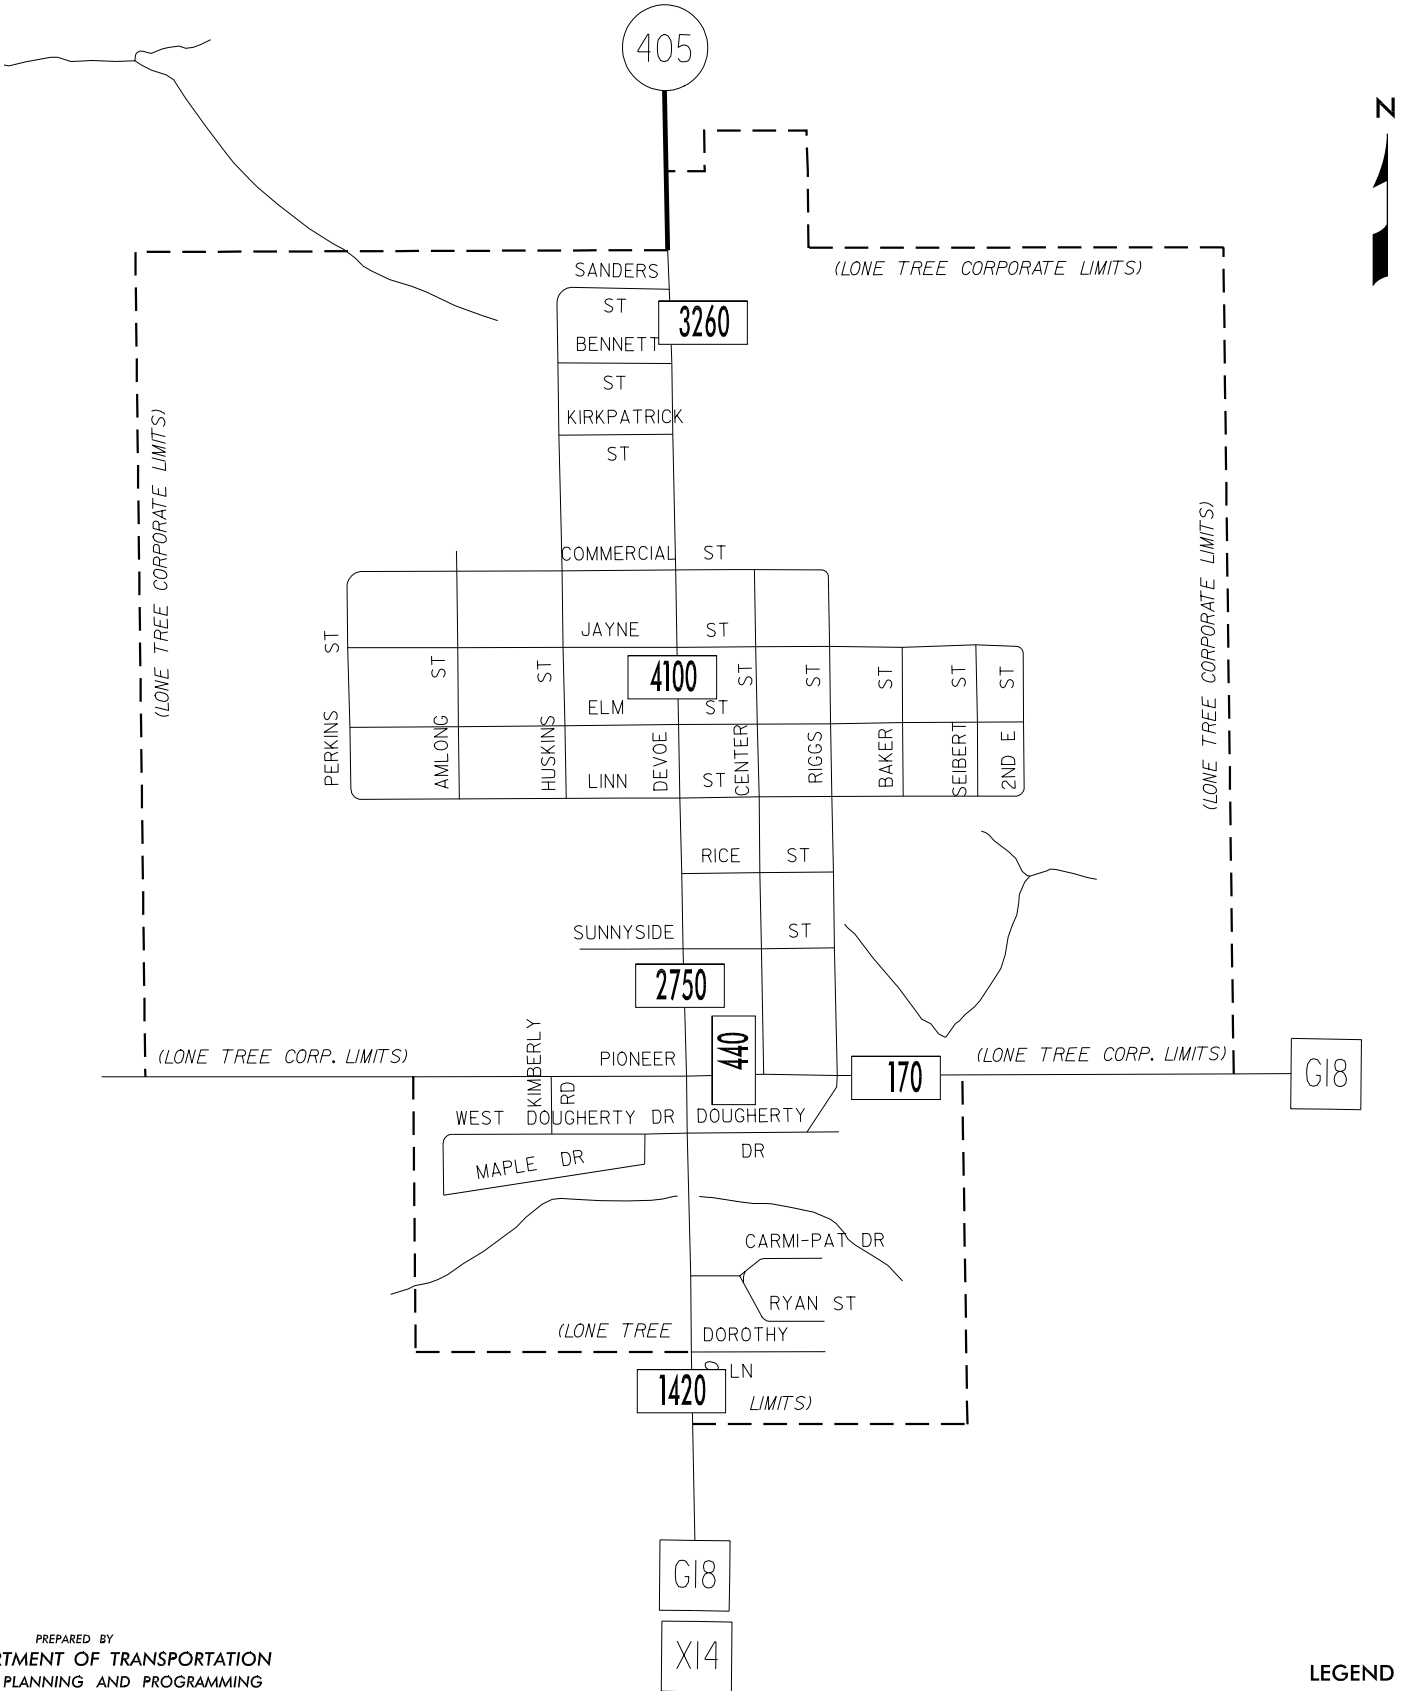 405
N
(LONE TREE CORPORATE LIMITS)
SANDERS
ST
3260
BENNETT
ST
KIRKPATRICK
ST
(LONE TREE CORPORATE LIMITS)
(LONE TREE CORPORATE LIMITS)
COMMERCIAL ST
JAYNE ST
PERKINS ST
AMLONG ST
HUSKINS ST
4100
ELM ST
DEVOE
CENTER ST
RIGGS ST
BAKER ST
SEIBERT ST
2ND E ST
LINN ST
RICE ST
SUNNYSIDE ST
2750
(LONE TREE CORP. LIMITS)
KIMBERLY RD
PIONEER
440
170
(LONE TREE CORP. LIMITS)
G18
WEST DOUGHERTY DR
DOUGHERTY
DR
MAPLE DR
CARMI-PAT DR
RYAN ST
(LONE TREE
DOROTHY
LN
1420
LIMITS)
G18
X14
PREPARED BY
RTMENT OF TRANSPORTATION
PLANNING AND PROGRAMMING
LEGEND